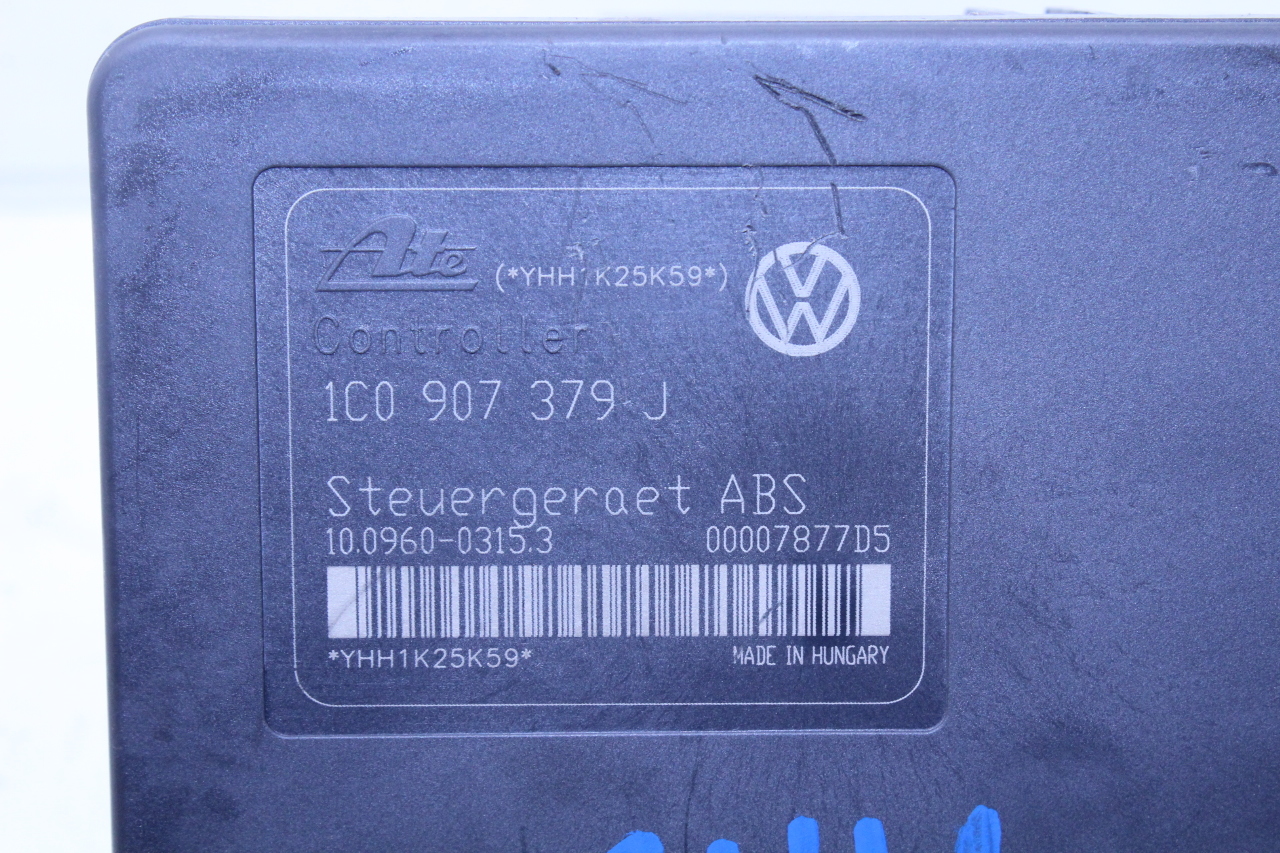 Ate (*YHH1K25K59*)
Controller
1C0 907 379 J
Steuergeraet ABS
10.0960-0315.3 00007877D5
*YHH1K25K59* MADE IN HUNGARY